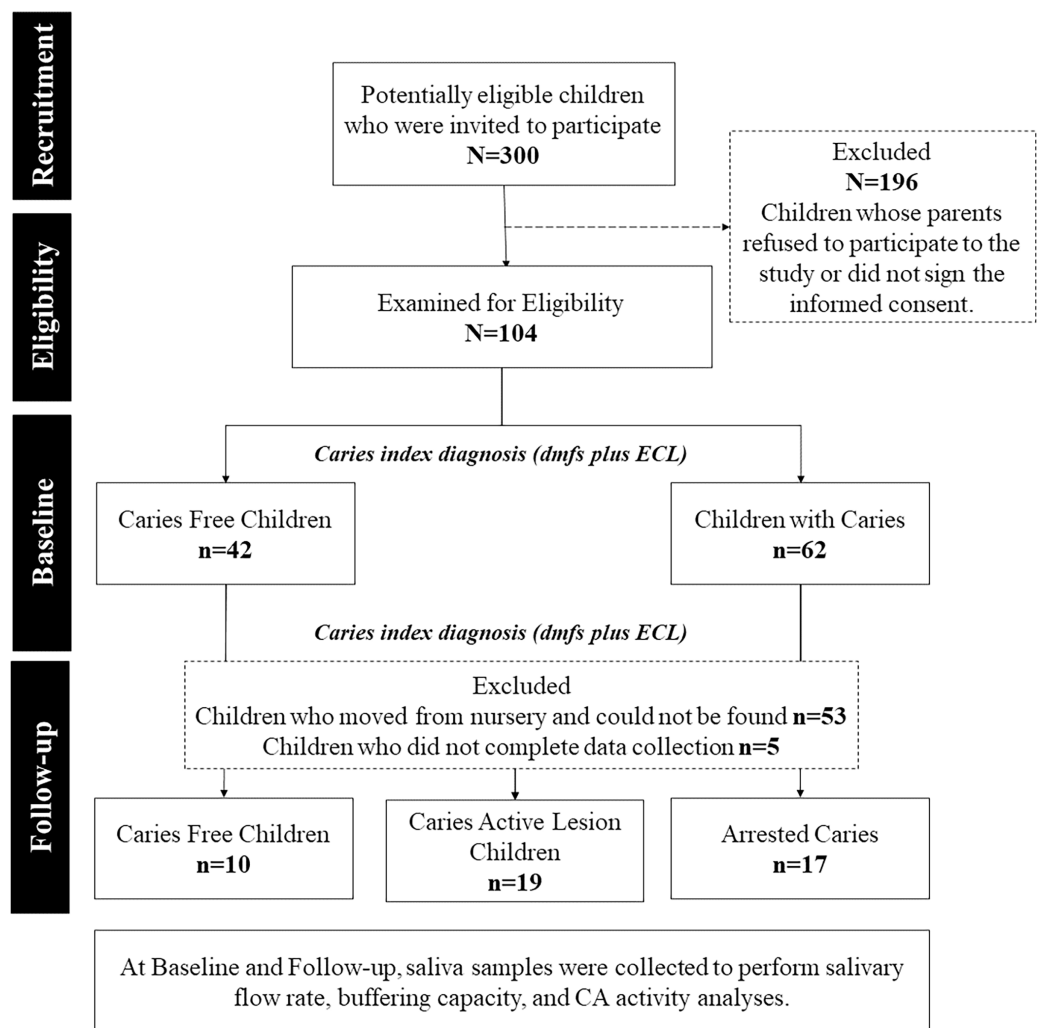 Recruitment
Potentially eligible children
who were invited to participate
N=300
Excluded
N=196
Children whose parents
refused to participate to the
study or did not sign the
informed consent.
Eligibility
Examined for Eligibility
N=104
Baseline
Caries index diagnosis (dmfs plus ECL)
Caries Free Children
n=42
Children with Caries
n=62
Caries index diagnosis (dmfs plus ECL)
Follow-up
Excluded
Children who moved from nursery and could not be found n=53
Children who did not complete data collection n=5
Caries Free Children
n=10
Caries Active Lesion
Children
n=19
Arrested Caries
n=17
At Baseline and Follow-up, saliva samples were collected to perform salivary
flow rate, buffering capacity, and CA activity analyses.